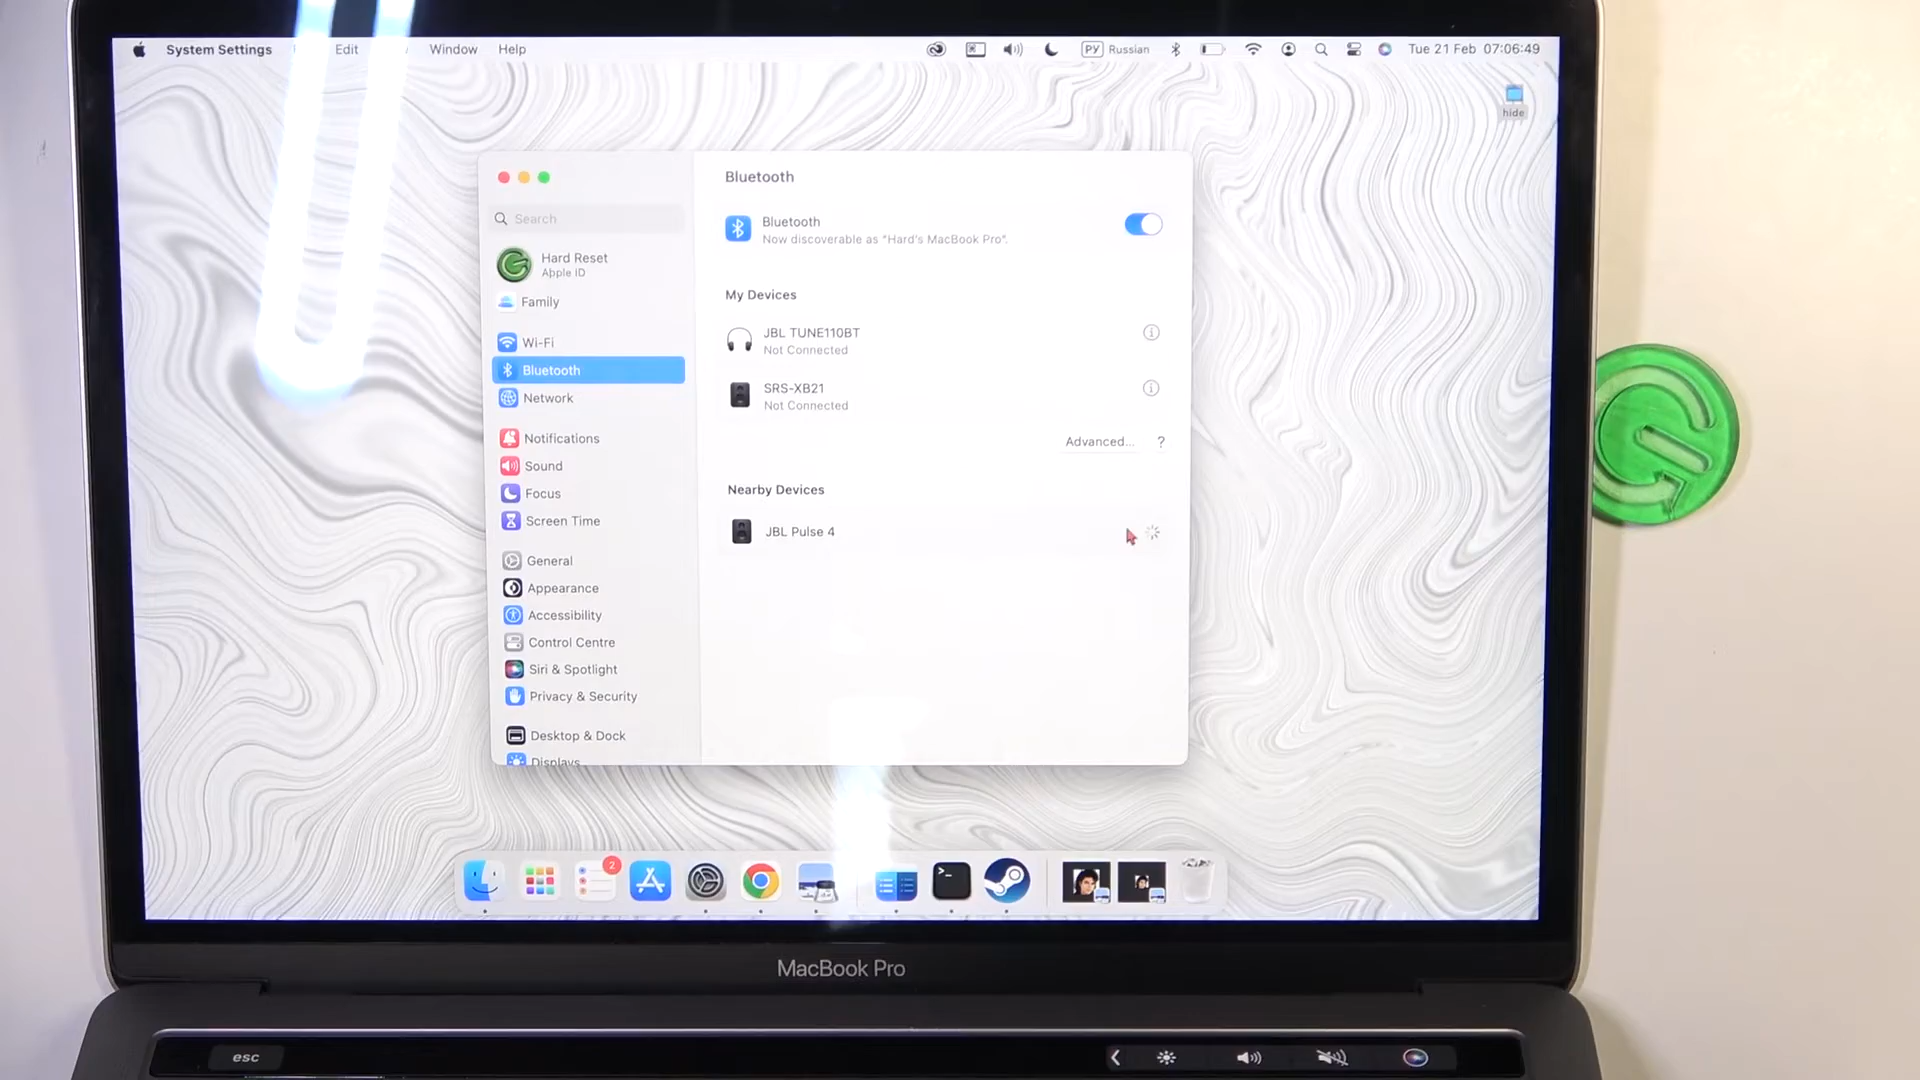 System Settings Edit Window Help РУ Russian Tue 21 Feb 07:06:49
hide
Bluetooth
Search
Bluetooth
Now discoverable as "Hard's MacBook Pro".
Hard Reset
Apple ID
Family
My Devices
JBL TUNE110BT
Not Connected
SRS-XB21
Not Connected
Advanced... ?
Nearby Devices
JBL Pulse 4
Wi-Fi
Bluetooth
Network
Notifications
Sound
Focus
Screen Time
General
Appearance
Accessibility
Control Centre
Siri & Spotlight
Privacy & Security
Desktop & Dock
Displays
2
MacBook Pro
esc